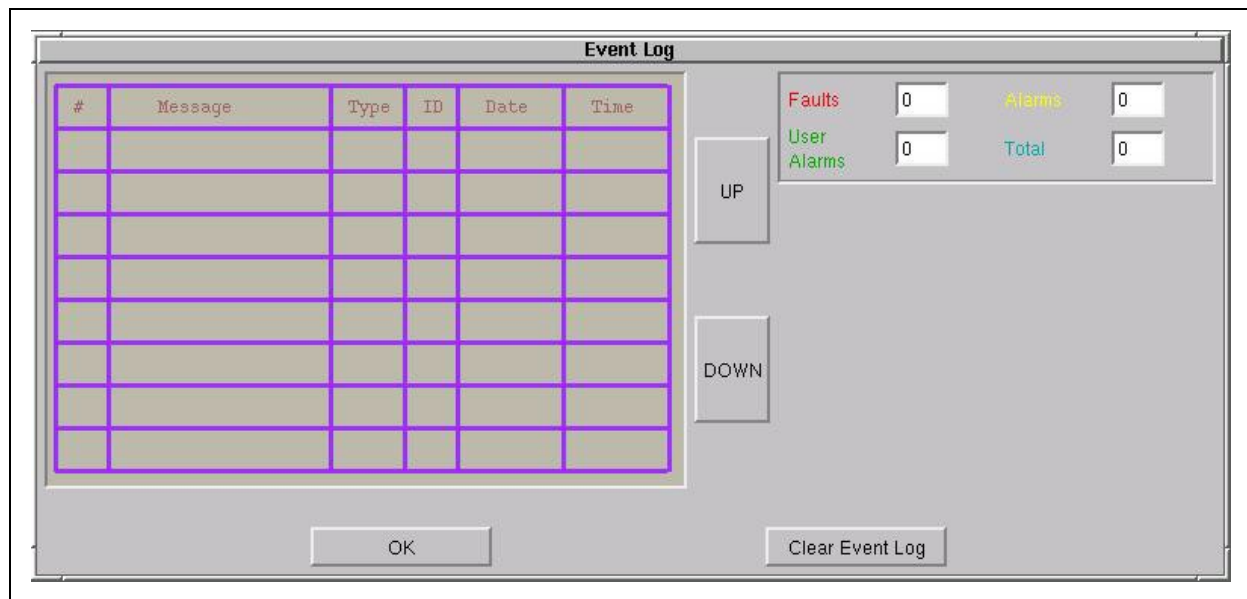 Event Log
# Message Type ID Date Time
Faults 0 Alarms 0
User
Alarms 0 Total 0
UP
DOWN
OK Clear Event Log